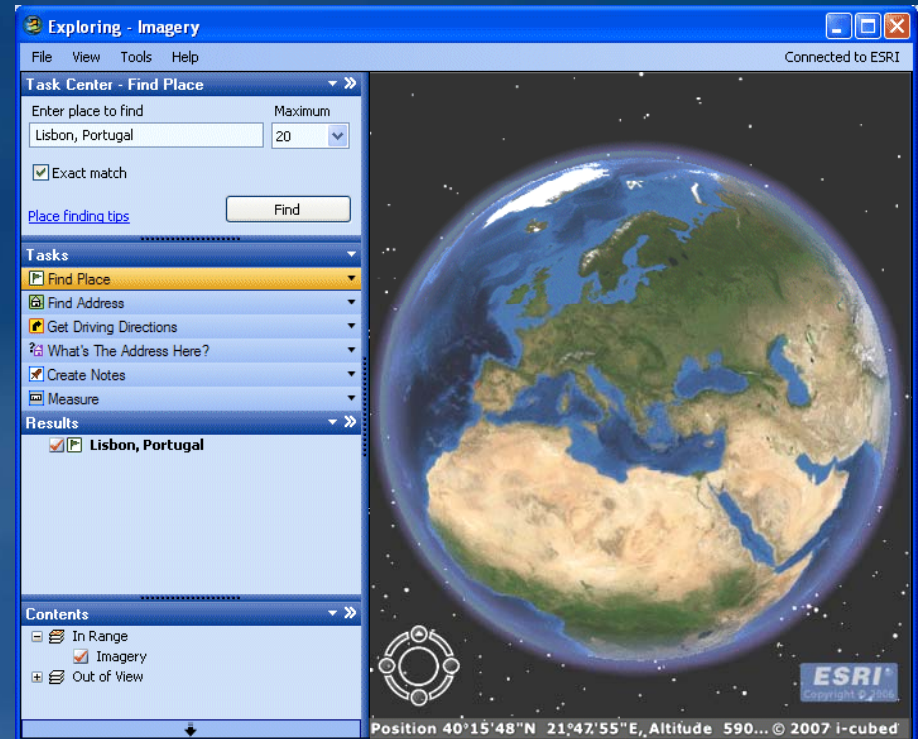 Exploring - Imagery
File View Tools Help
Connected to ESRI
Task Center - Find Place
Enter place to find
Maximum
Lisbon, Portugal
20
Exact match
Place finding tips
Find
Tasks
Find Place
Find Address
Get Driving Directions
What's The Address Here?
Create Notes
Measure
Results
Lisbon, Portugal
Contents
In Range
Imagery
Out of View
ESRI
Copyright © 2006
Position 40°15'48"N 21°47'55"E, Altitude 590... © 2007 i-cubed